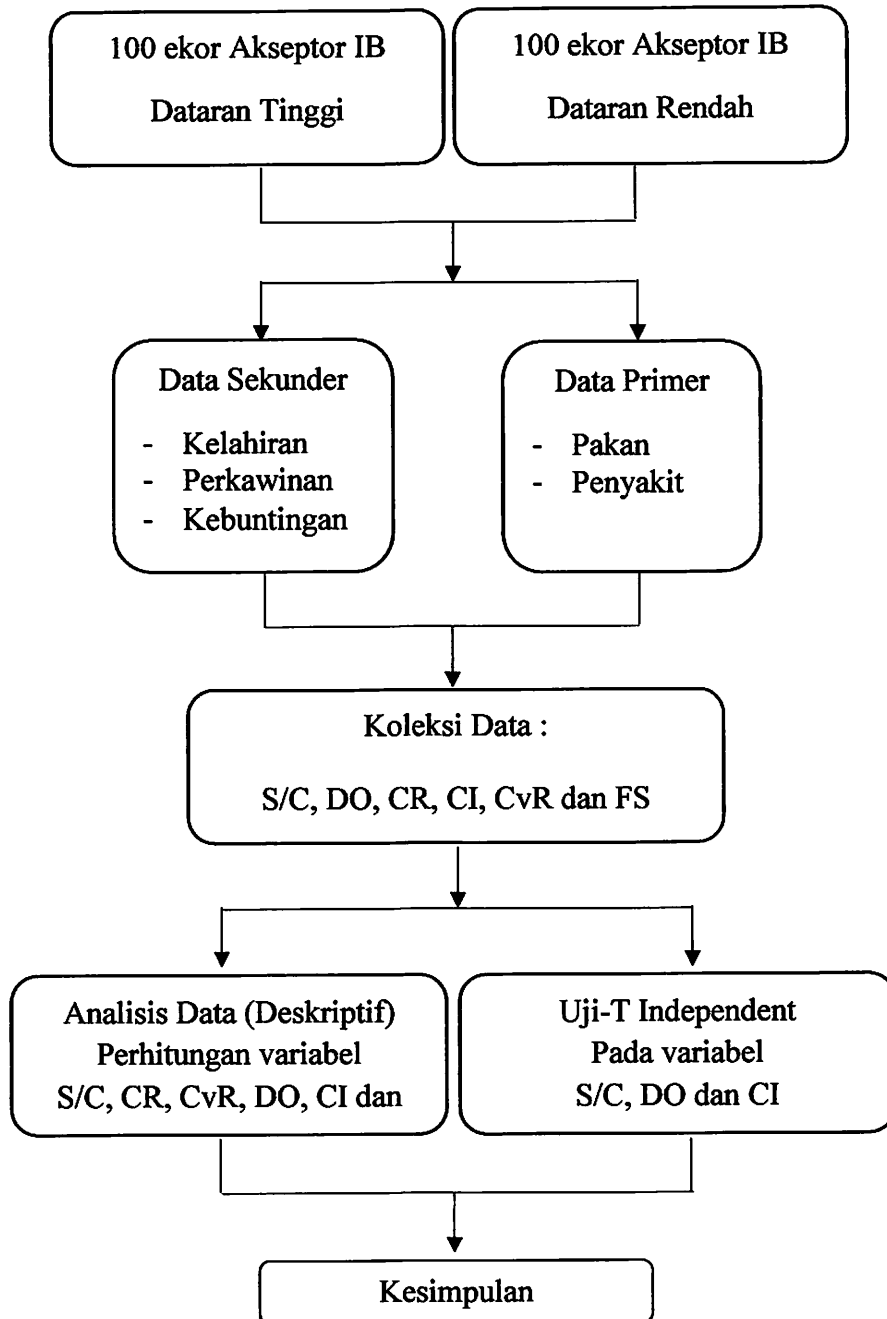 100 ekor Akseptor IB
Dataran Tinggi
100 ekor Akseptor IB
Dataran Rendah
Data Sekunder
- Kelahiran
- Perkawinan
- Kebuntingan
Data Primer
- Pakan
- Penyakit
Koleksi Data :
S/C, DO, CR, CI, CvR dan FS
Analisis Data (Deskriptif)
Perhitungan variabel
S/C, CR, CvR, DO, CI dan
Uji-T Independent
Pada variabel
S/C, DO dan CI
Kesimpulan